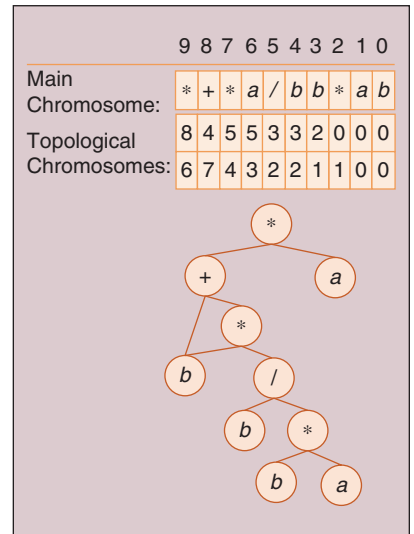 9 8 7 6 5 4 3 2 1 0
Main
Chromosome:
* + * a / b b * a b
Topological
Chromosomes:
8 4 5 5 3 3 2 0 0 0
6 7 4 3 2 2 1 1 0 0
*
+ a
*
b /
b *
b a